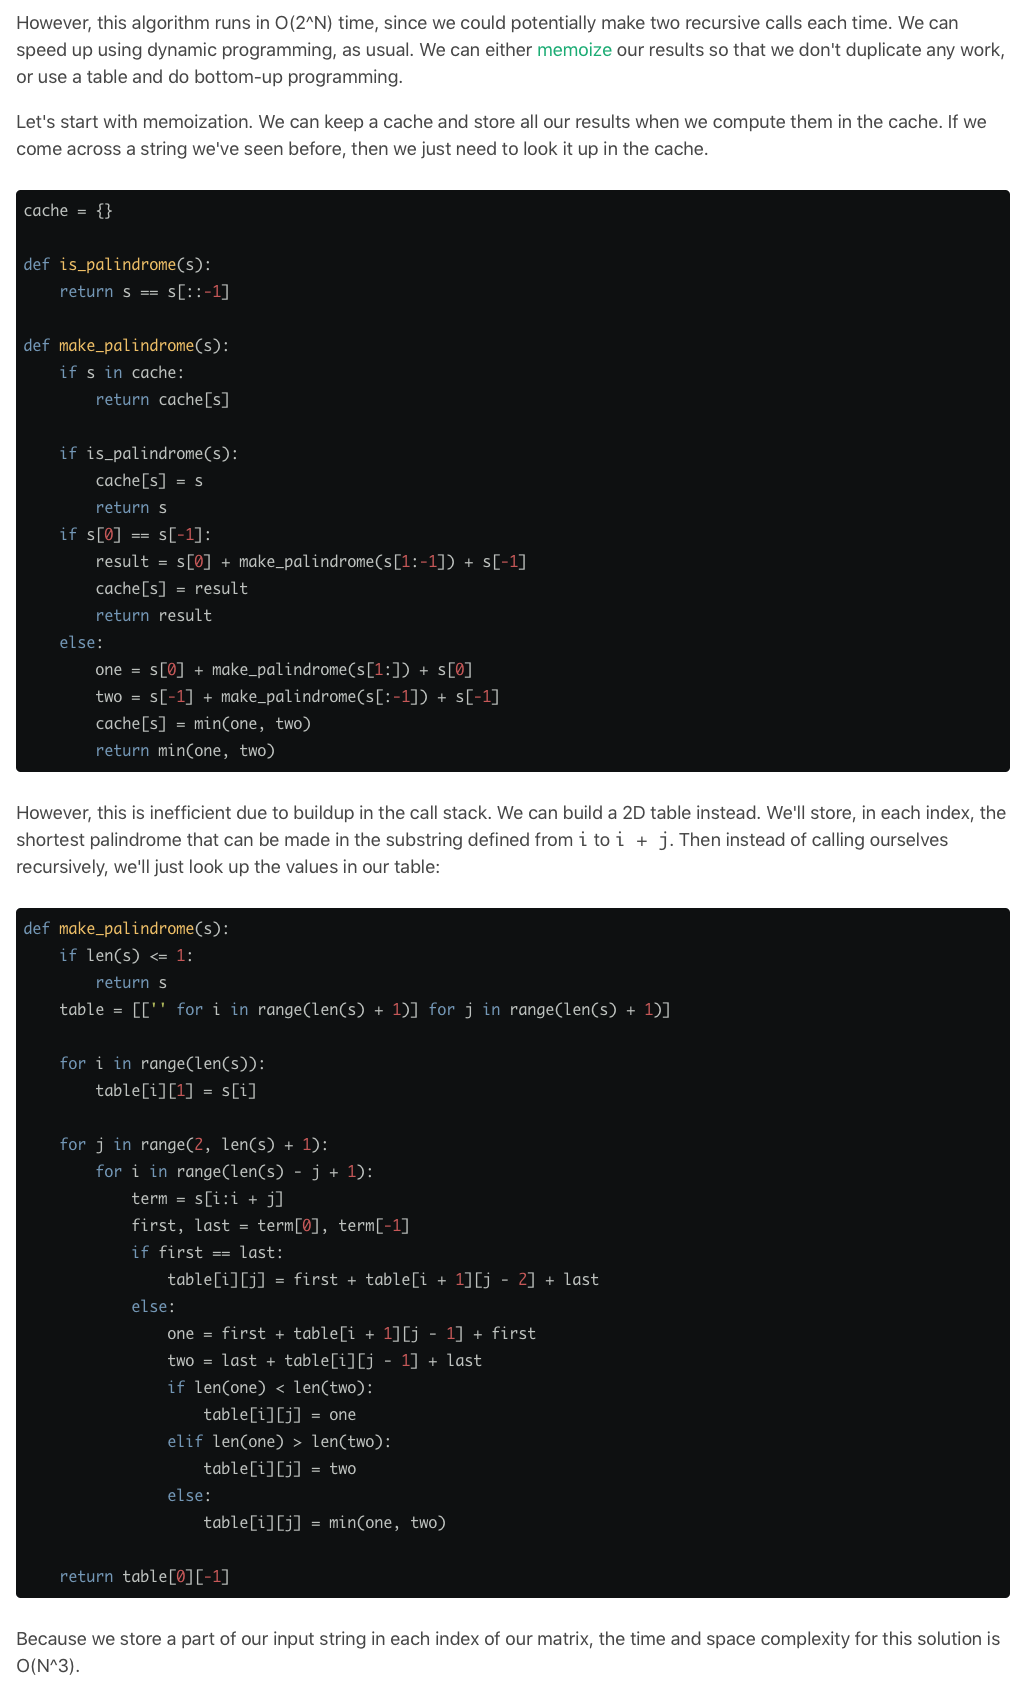 However, this algorithm runs in O(2^N) time, since we could potentially make two recursive calls each time. We can
speed up using dynamic programming, as usual. We can either memoize our results so that we don't duplicate any work,
or use a table and do bottom-up programming.
Let's start with memoization. We can keep a cache and store all our results when we compute them in the cache. If we
come across a string we've seen before, then we just need to look it up in the cache.
cache = {}
def is_palindrome(s):
    return s == s[::-1]
def make_palindrome(s):
    if s in cache:
        return cache[s]
    if is_palindrome(s):
        cache[s] = s
        return s
    if s[0] == s[-1]:
        result = s[0] + make_palindrome(s[1:-1]) + s[-1]
        cache[s] = result
        return result
    else:
        one = s[0] + make_palindrome(s[1:]) + s[0]
        two = s[-1] + make_palindrome(s[:-1]) + s[-1]
        cache[s] = min(one, two)
        return min(one, two)
However, this is inefficient due to buildup in the call stack. We can build a 2D table instead. We'll store, in each index, the
shortest palindrome that can be made in the substring defined from i to i + j. Then instead of calling ourselves
recursively, we'll just look up the values in our table:
def make_palindrome(s):
    if len(s) <= 1:
        return s
    table = [['' for i in range(len(s) + 1)] for j in range(len(s) + 1)]
    for i in range(len(s)):
        table[i][1] = s[i]
    for j in range(2, len(s) + 1):
        for i in range(len(s) - j + 1):
            term = s[i:i + j]
            first, last = term[0], term[-1]
            if first == last:
                table[i][j] = first + table[i + 1][j - 2] + last
            else:
                one = first + table[i + 1][j - 1] + first
                two = last + table[i][j - 1] + last
                if len(one) < len(two):
                    table[i][j] = one
                elif len(one) > len(two):
                    table[i][j] = two
                else:
                    table[i][j] = min(one, two)
    return table[0][-1]
Because we store a part of our input string in each index of our matrix, the time and space complexity for this solution is
O(N^3).